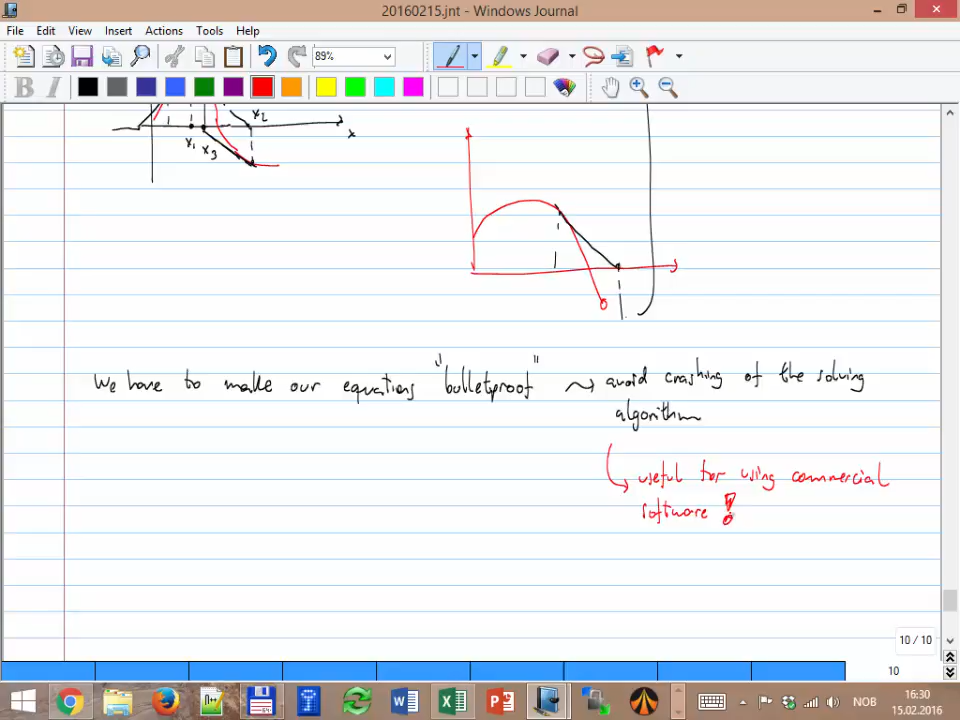 20160215.jnt - Windows Journal
File Edit View Insert Actions Tools Help
89%
B I
x2
x
x1
x3
We have to make our equations "bulletproof" ~> avoid crashing of the solving
algorithm
useful for using commercial
software !
10 / 10
10
NOB
16:30
15.02.2016